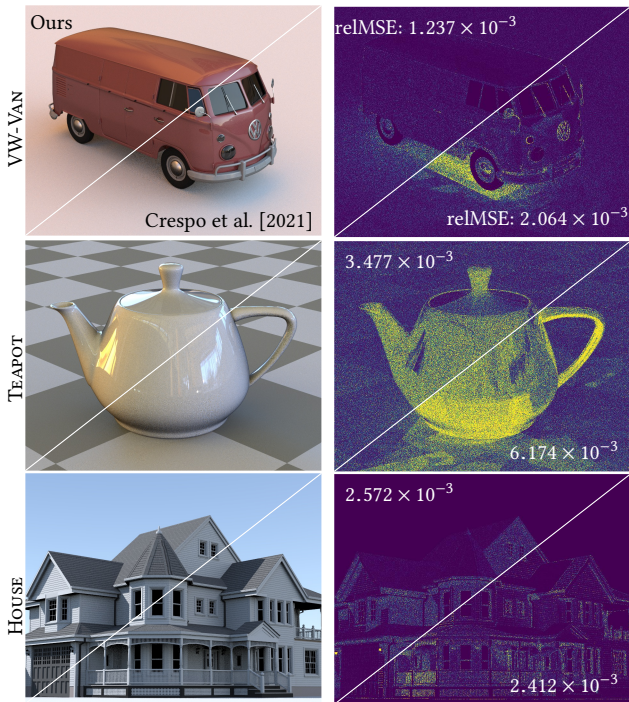 Ours
relMSE: 1.237 × 10⁻³
VW-Van
Crespo et al. [2021]
relMSE: 2.064 × 10⁻³
3.477 × 10⁻³
Teapot
6.174 × 10⁻³
2.572 × 10⁻³
House
2.412 × 10⁻³